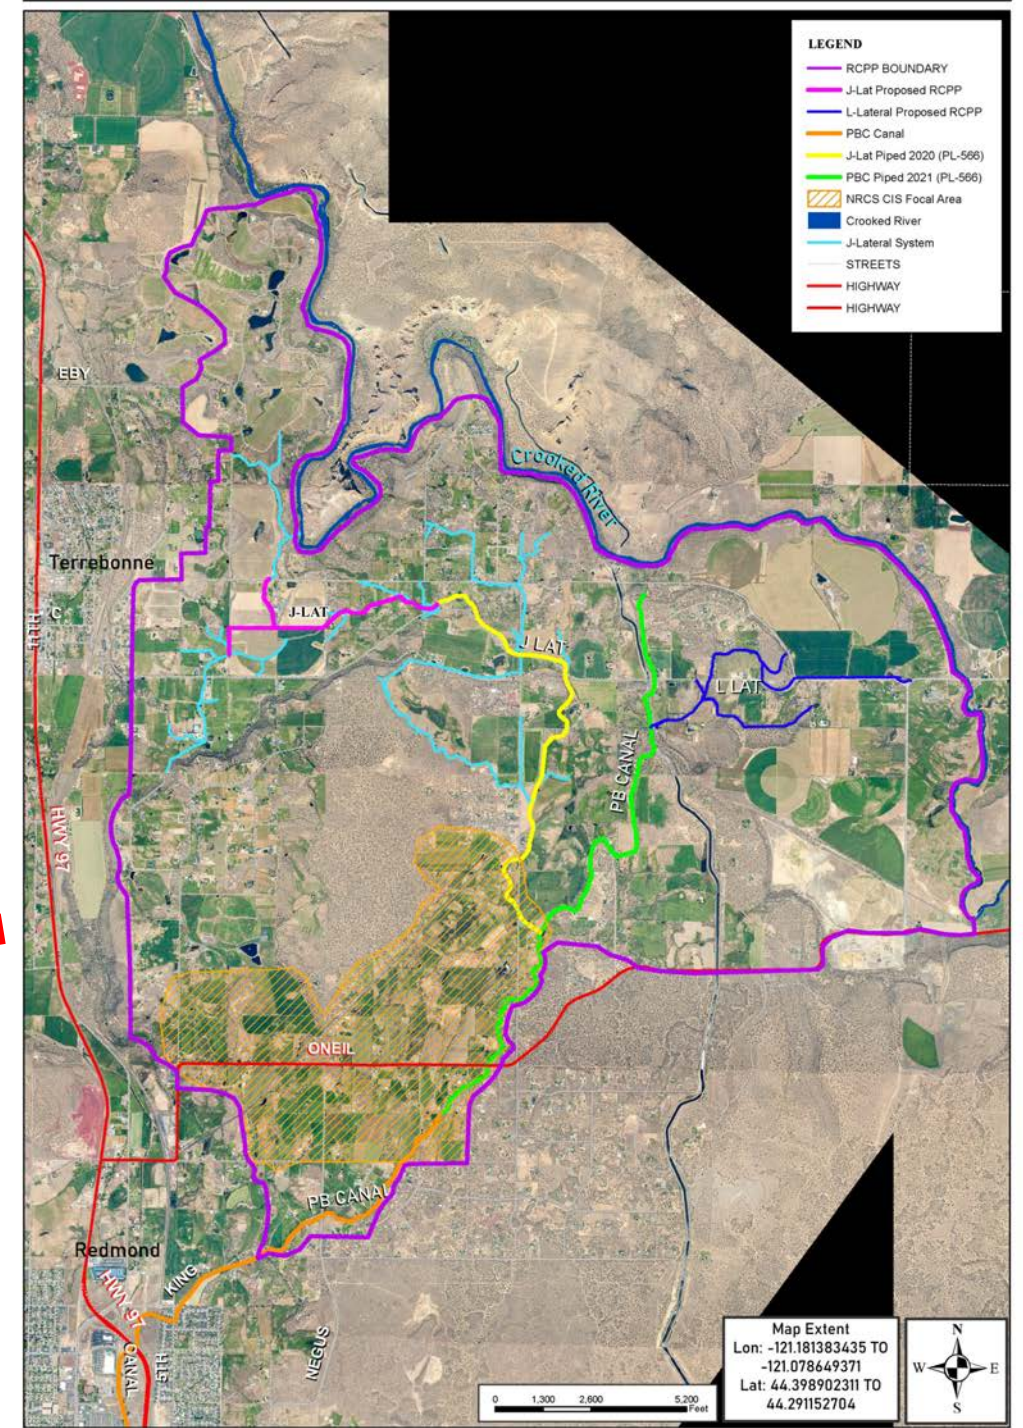 LEGEND
RCPP BOUNDARY
J-Lat Proposed RCPP
L-Lateral Proposed RCPP
PBC Canal
J-Lat Piped 2020 (PL-566)
PBC Piped 2021 (PL-566)
NRCS CIS Focal Area
Crooked River
J-Lateral System
STREETS
HIGHWAY
HIGHWAY
EBY
Crooked River
Terrebonne
C
11TH
J-LAT
J LAT
L LAT
PB CANAL
HWY 97
ONEIL
PB CANAL
Redmond
KING
HWY 97
CANAL
5TH
NEGUS
0 1,300 2,600 5,200
Feet
Map Extent
Lon: -121.181383435 TO
-121.078649371
Lat: 44.398902311 TO
44.291152704
N
W E
S